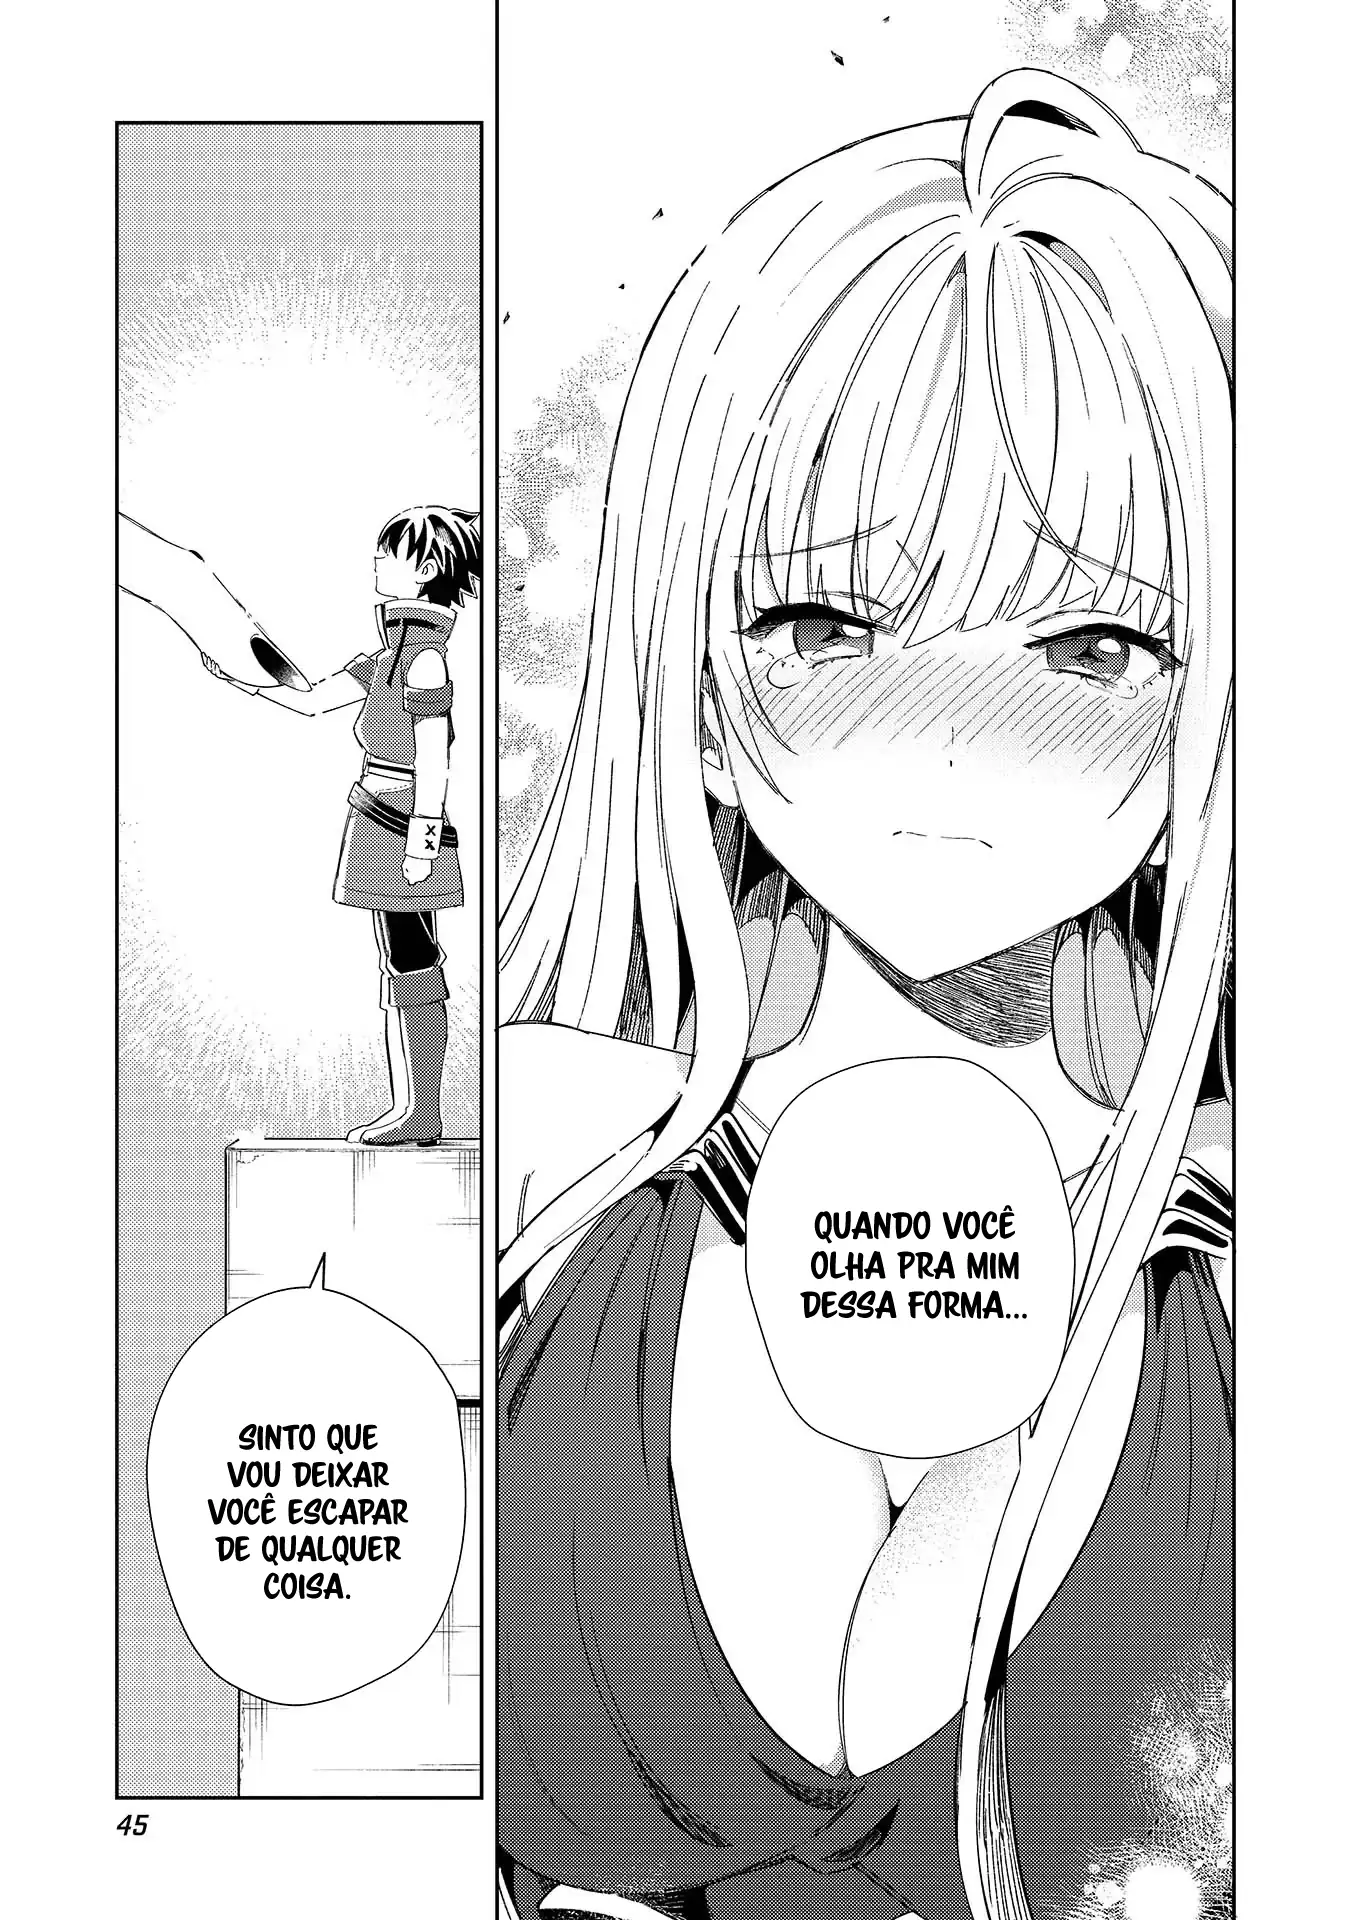 QUANDO VOCÊ
OLHA PRA MIM
DESSA FORMA...
SINTO QUE
VOU DEIXAR
VOCÊ ESCAPAR
DE QUALQUER
COISA.
45